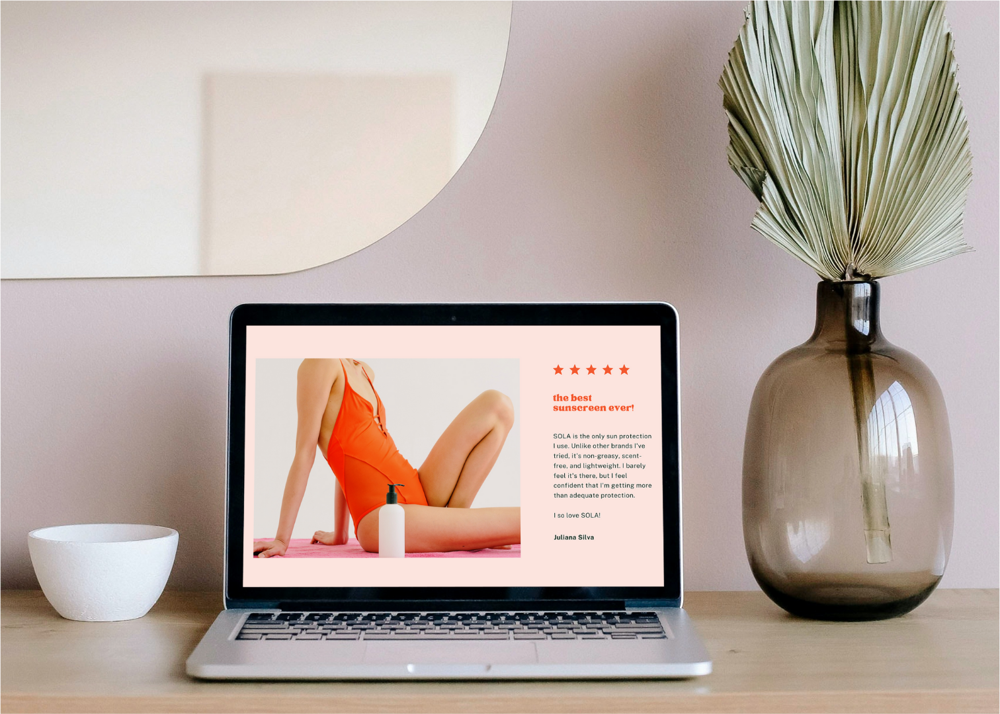 the best
sunscreen ever!
SOLA is the only sun protection
I use. Unlike other brands I've
tried, it's non-greasy, scent-
free, and lightweight. I barely
feel it's there, but I feel
confident that I'm getting more
than adequate protection.
I so love SOLA!
Juliana Silva